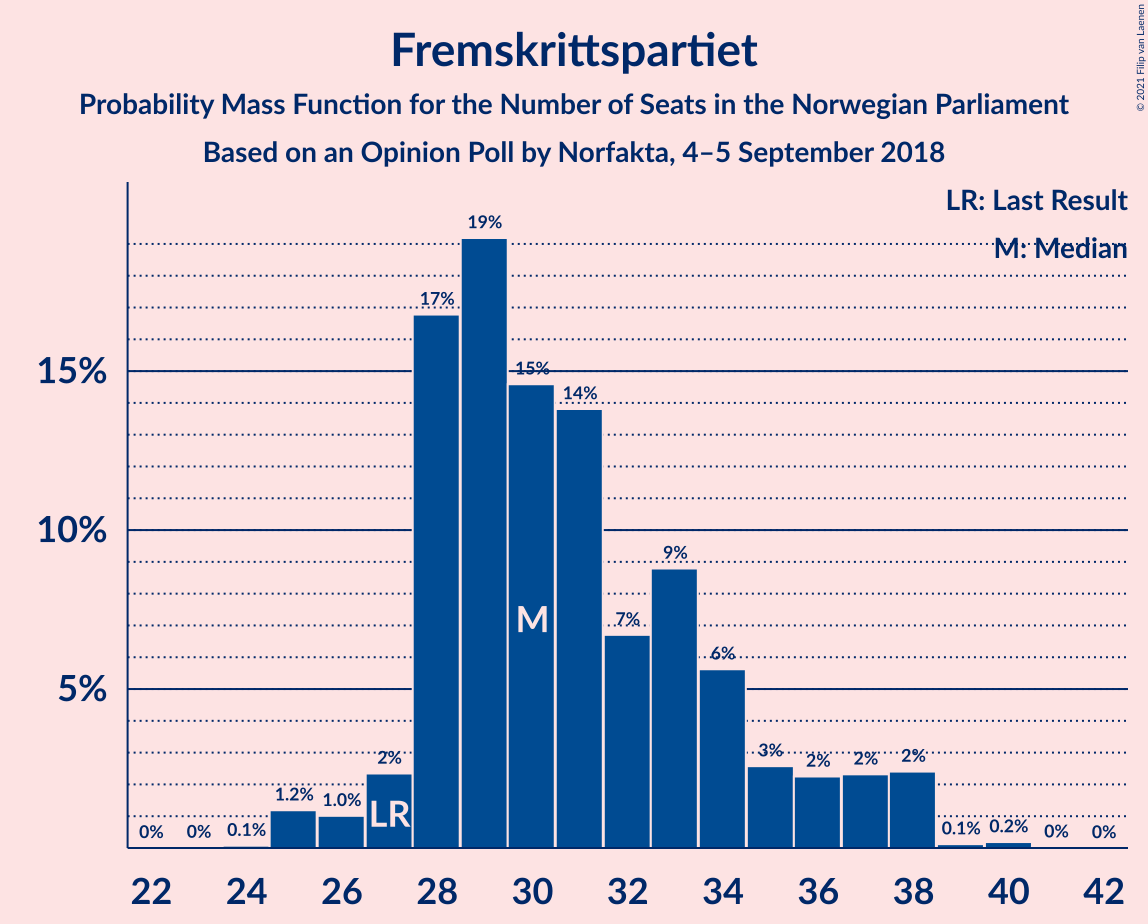 Fremskrittspartiet
Probability Mass Function for the Number of Seats in the Norwegian Parliament
Based on an Opinion Poll by Norfakta, 4–5 September 2018
© 2021 Filip van Laenen
LR: Last Result
M: Median
15%
10%
5%
0%
0%
0.1%
1.2%
1.0%
2%
17%
19%
15%
14%
7%
9%
6%
3%
2%
2%
2%
0.1%
0.2%
0%
0%
LR
M
22 24 26 28 30 32 34 36 38 40 42